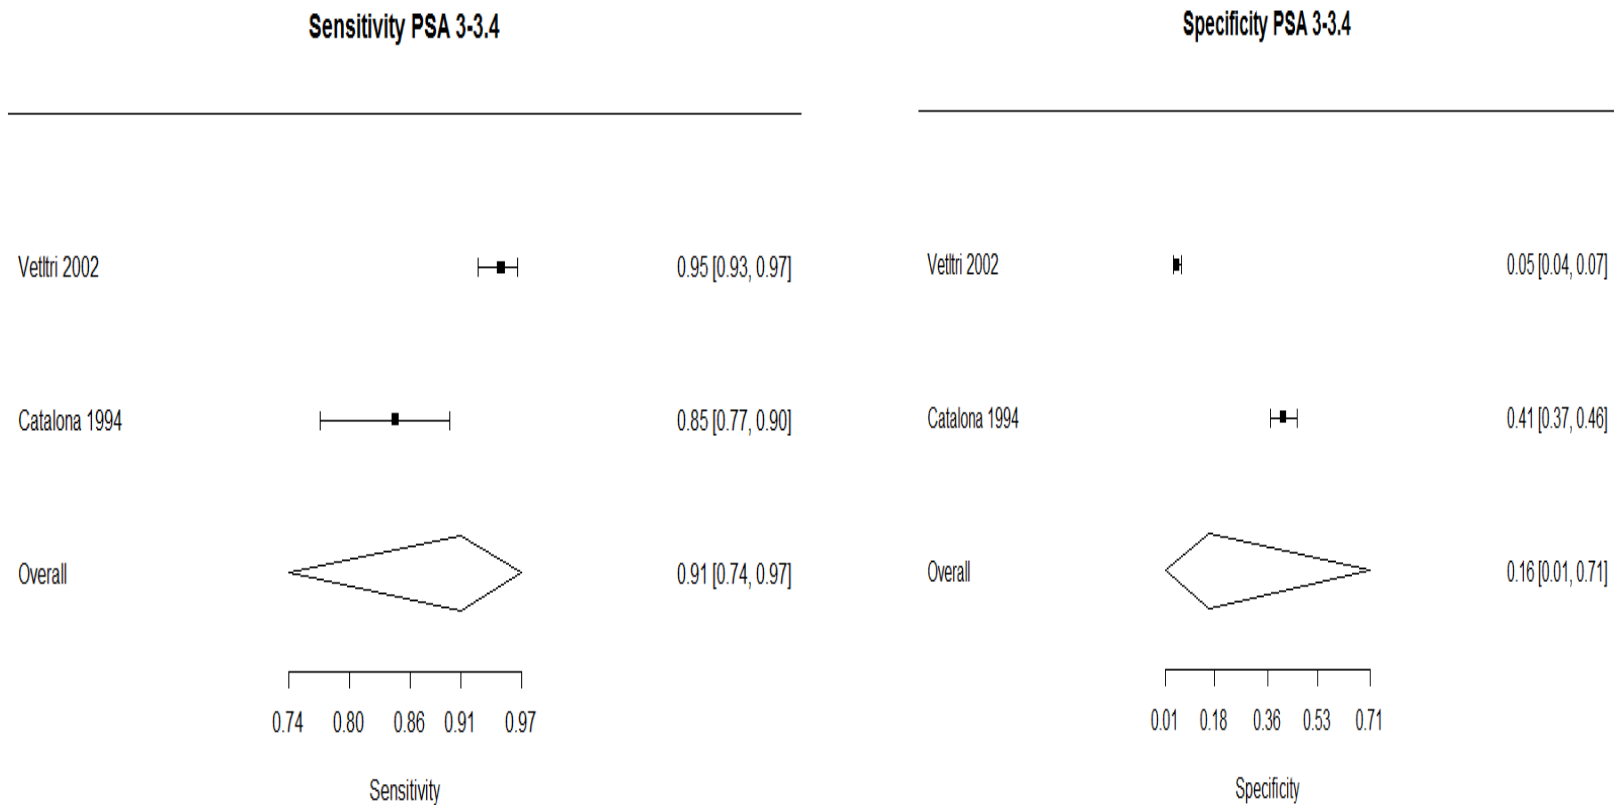 Sensitivity PSA 3-3.4
Vetltri 2002 0.95 [0.93, 0.97]
Catalona 1994 0.85 [0.77, 0.90]
Overall 0.91 [0.74, 0.97]
0.74 0.80 0.86 0.91 0.97
Sensitivity
Specificity PSA 3-3.4
Vetltri 2002 0.05 [0.04, 0.07]
Catalona 1994 0.41 [0.37, 0.46]
Overall 0.16 [0.01, 0.71]
0.01 0.18 0.36 0.53 0.71
Specificity